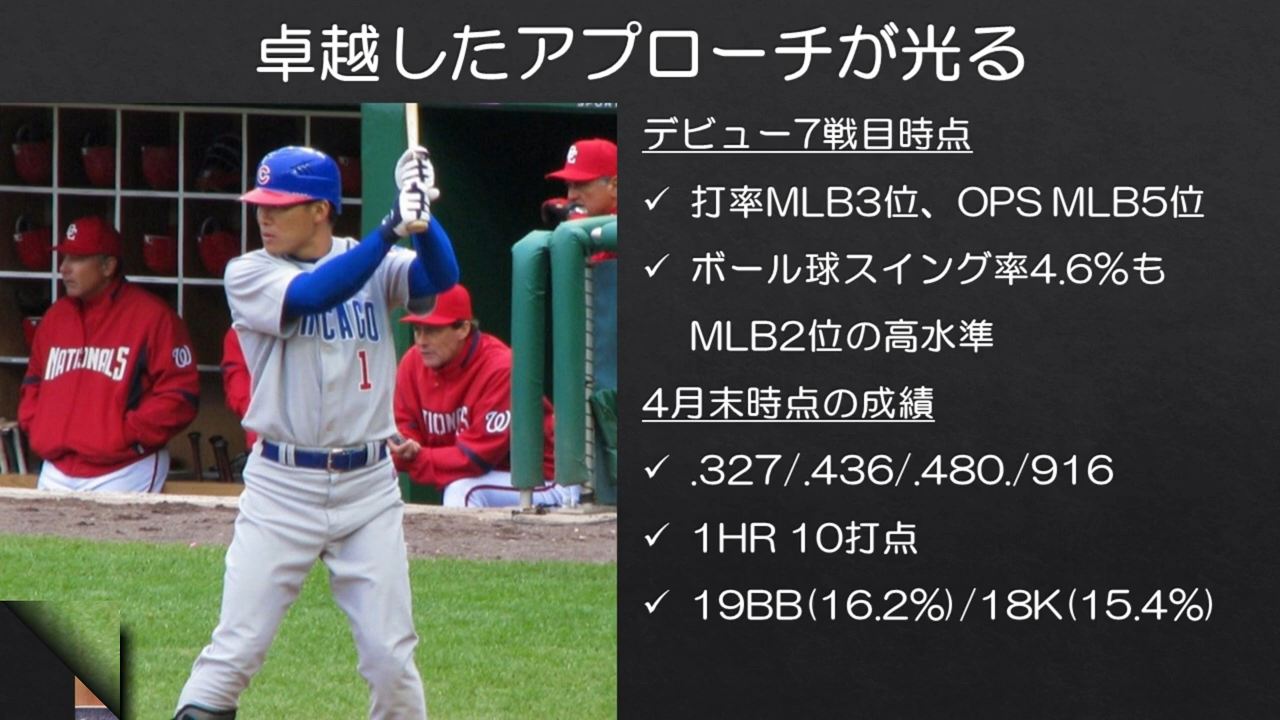 卓越したアプローチが光る
デビュー7戦目時点
✓ 打率MLB3位、OPS MLB5位
✓ ボール球スイング率4.6%も
MLB2位の高水準
4月末時点の成績
✓ .327/.436/.480./916
✓ 1HR 10打点
✓ 19BB(16.2%)/18K(15.4%)
NATIONALS
W
CHICAGO
1
W
C